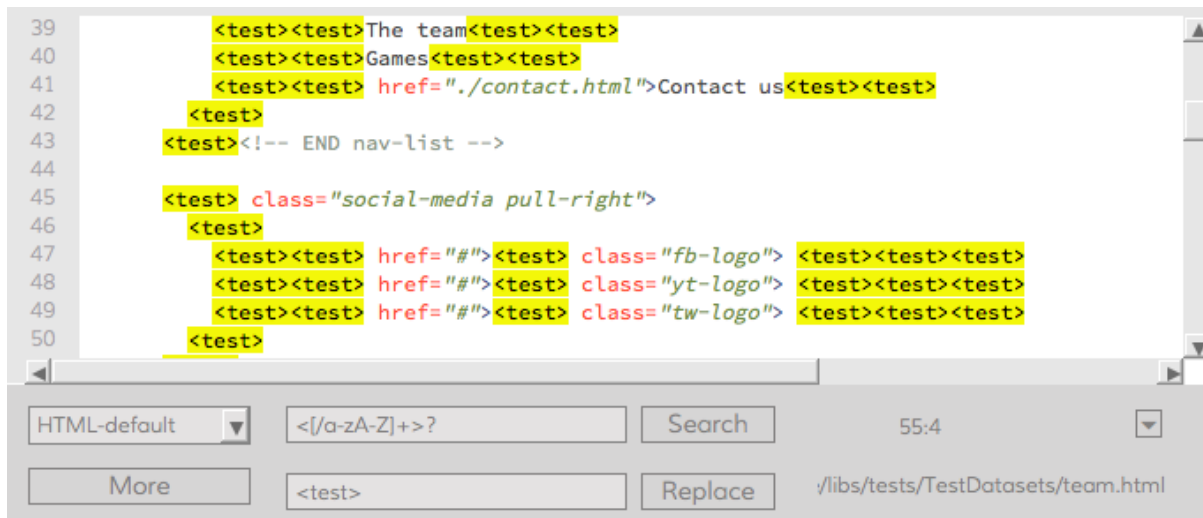 39 <test><test>The team<test><test>
40 <test><test>Games<test><test>
41 <test><test> href="./contact.html">Contact us<test><test>
42 <test>
43 <test><!-- END nav-list -->
44
45 <test> class="social-media pull-right">
46 <test>
47 <test><test> href="#"><test> class="fb-logo"> <test><test><test>
48 <test><test> href="#"><test> class="yt-logo"> <test><test><test>
49 <test><test> href="#"><test> class="tw-logo"> <test><test><test>
50 <test>
HTML-default <[/a-zA-Z]+>? Search 55:4
More <test> Replace /libs/tests/TestDatasets/team.html